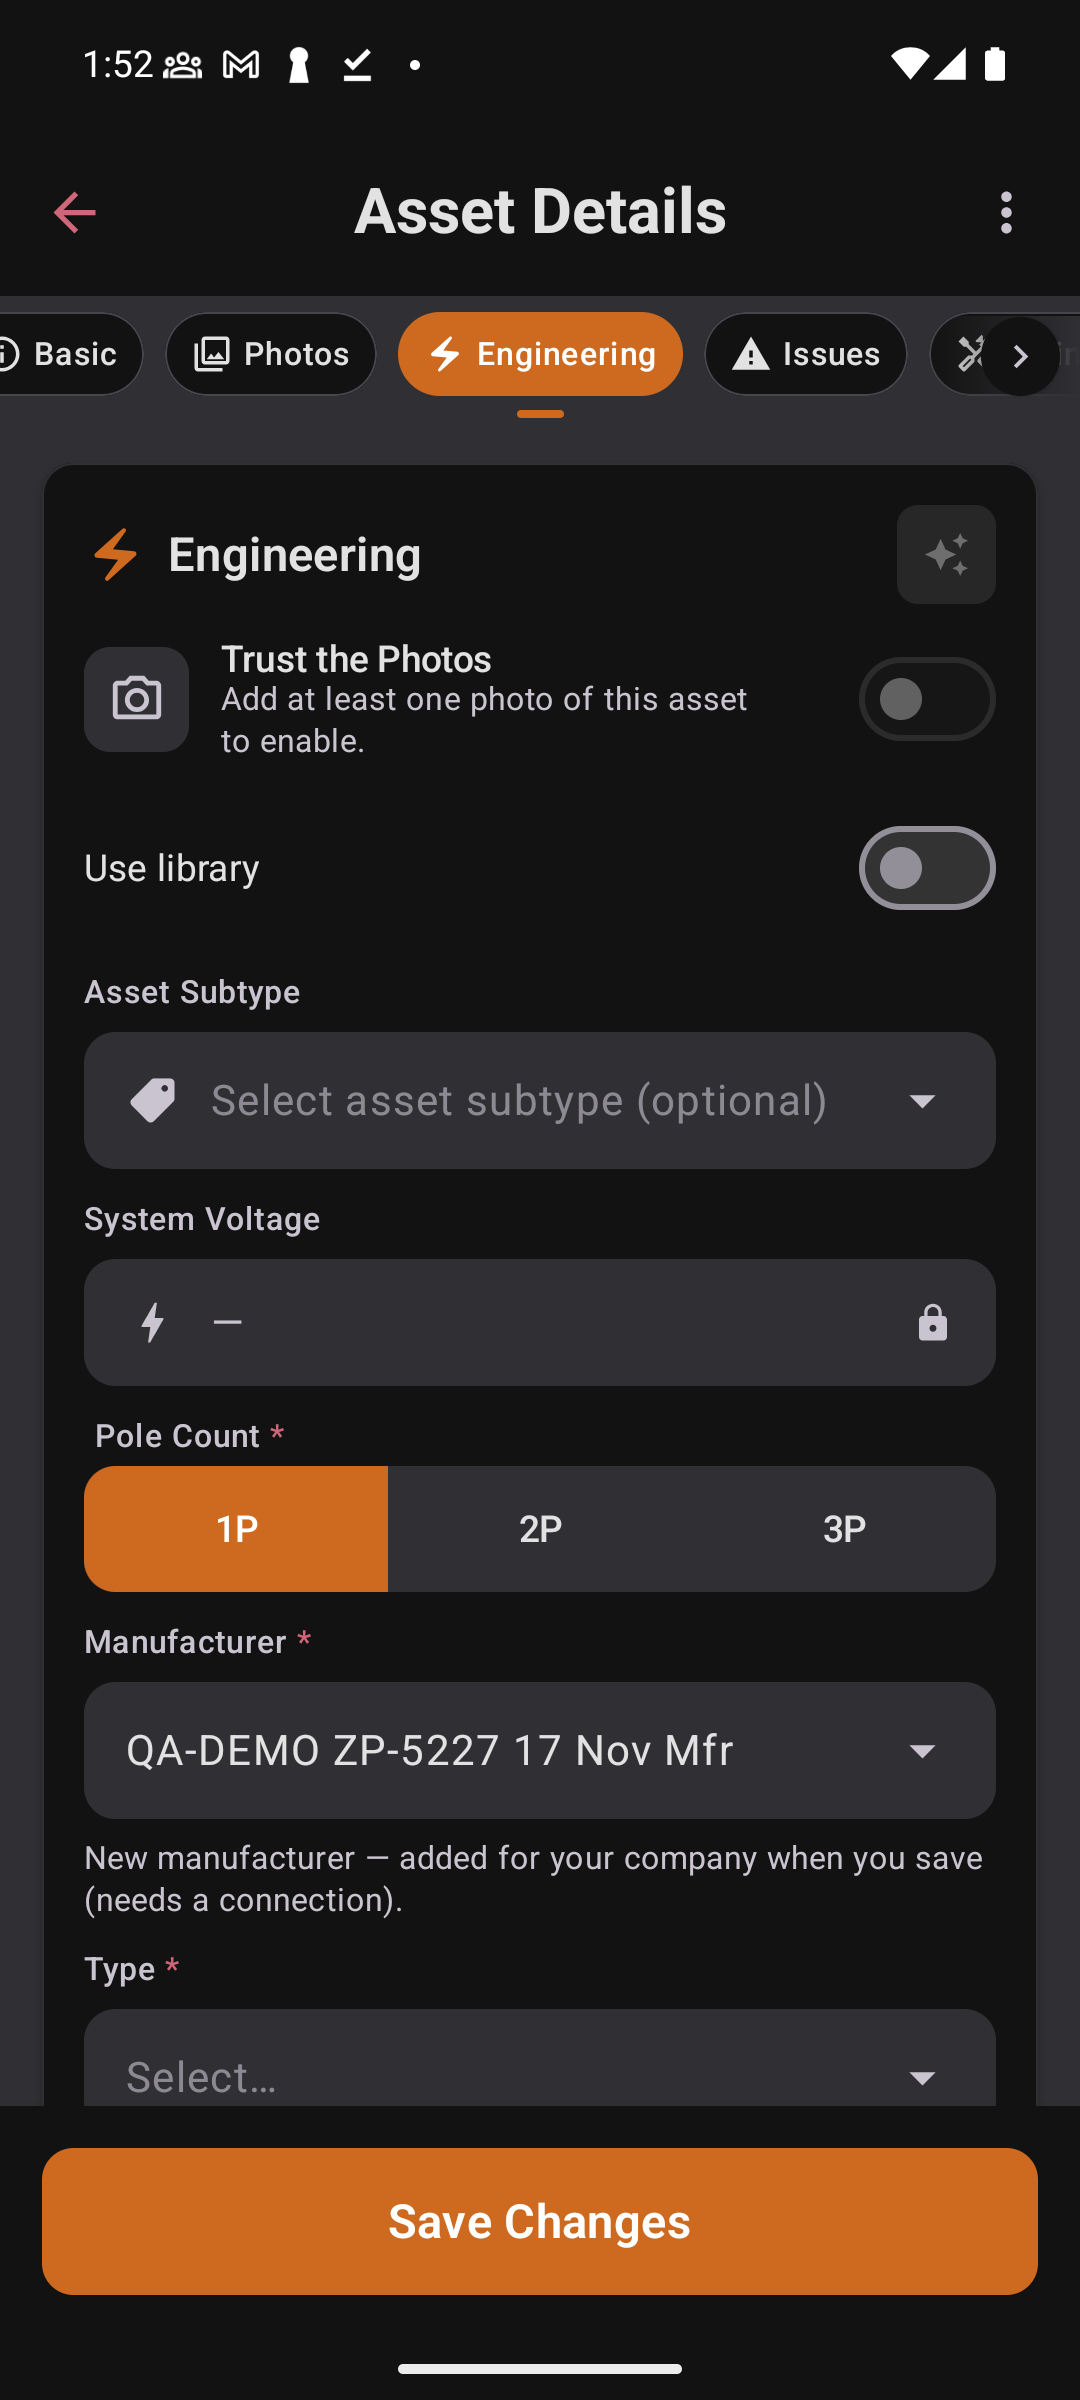 1:52
Asset Details
Basic
Photos
Engineering
Issues
Engineering
Trust the Photos
Add at least one photo of this asset
to enable.
Use library
Asset Subtype
Select asset subtype (optional)
System Voltage
—
Pole Count *
1P
2P
3P
Manufacturer *
QA-DEMO ZP-5227 17 Nov Mfr
New manufacturer — added for your company when you save
(needs a connection).
Type *
Select...
Save Changes